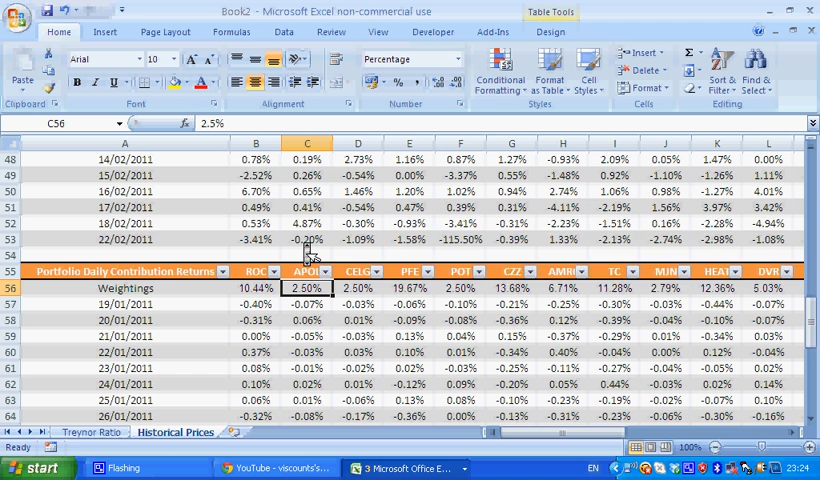 Book2 - Microsoft Excel non-commercial use
Table Tools
Home Insert Page Layout Formulas Data Review View Developer Add-Ins Design
Paste
Clipboard
Arial 10
B I U
Font
Alignment
Percentage
% ,
Number
Conditional Formatting
Format as Table
Cell Styles
Styles
Insert
Delete
Format
Cells
Σ
Sort & Filter
Find & Select
Editing
C56 fx 2.5%
A B C D E F G H I J K L
48 14/02/2011 0.78% 0.19% 2.73% 1.16% 0.87% 1.27% -0.93% 2.09% 0.05% 1.47% 0.00%
49 15/02/2011 -2.52% 0.26% -0.54% 0.00% -3.37% 0.55% -1.48% 0.92% -1.10% -1.26% 1.11%
50 16/02/2011 6.70% 0.65% 1.46% 1.20% 1.02% 0.94% 2.74% 1.06% 0.98% -1.27% 4.01%
51 17/02/2011 0.49% 0.41% -0.54% 0.47% 0.39% 0.31% -4.11% -2.19% 1.56% 3.97% 3.42%
52 18/02/2011 0.53% 4.87% -0.30% -0.93% -3.41% -0.31% -2.23% -1.51% 0.16% -2.28% -4.94%
53 22/02/2011 -3.41% -0.20% -1.09% -1.58% -115.50% -0.39% 1.33% -2.13% -2.74% -2.98% -1.08%
54
55 Portfolio Daily Contribution Returns ROC APOL CELG PFE POT CZZ AMRN TC MJN HEAT DVR
56 Weightings 10.44% 2.50% 2.50% 19.67% 2.50% 13.68% 6.71% 11.28% 2.79% 12.36% 5.03%
57 19/01/2011 -0.40% -0.07% -0.03% -0.06% -0.10% -0.21% -0.25% -0.30% -0.03% -0.44% -0.07%
58 20/01/2011 -0.31% 0.06% 0.01% -0.09% -0.08% -0.36% 0.12% -0.39% -0.04% -0.10% -0.07%
59 21/01/2011 0.00% -0.05% -0.03% 0.13% 0.04% 0.15% -0.37% -0.29% 0.01% -0.34% 0.03%
60 22/01/2011 0.37% -0.03% 0.03% 0.10% 0.01% -0.34% 0.40% -0.04% 0.00% 0.12% -0.04%
61 23/01/2011 0.08% -0.01% -0.02% 0.02% -0.03% -0.25% -0.11% -0.27% -0.04% -0.05% 0.02%
62 24/01/2011 0.10% 0.02% 0.01% -0.12% -0.09% -0.20% 0.05% 0.44% -0.03% 0.02% 0.14%
63 25/01/2011 0.06% 0.01% -0.06% 0.13% 0.08% -0.10% -0.23% -0.19% -0.01% -0.10% 0.09%
64 26/01/2011 -0.32% -0.08% -0.17% -0.36% 0.00% -0.13% -0.31% -0.23% -0.06% -0.30% -0.16%
Treynor Ratio Historical Prices
Ready 100%
start Flashing YouTube - viscounts's... 3 Microsoft Office E... EN 23:24